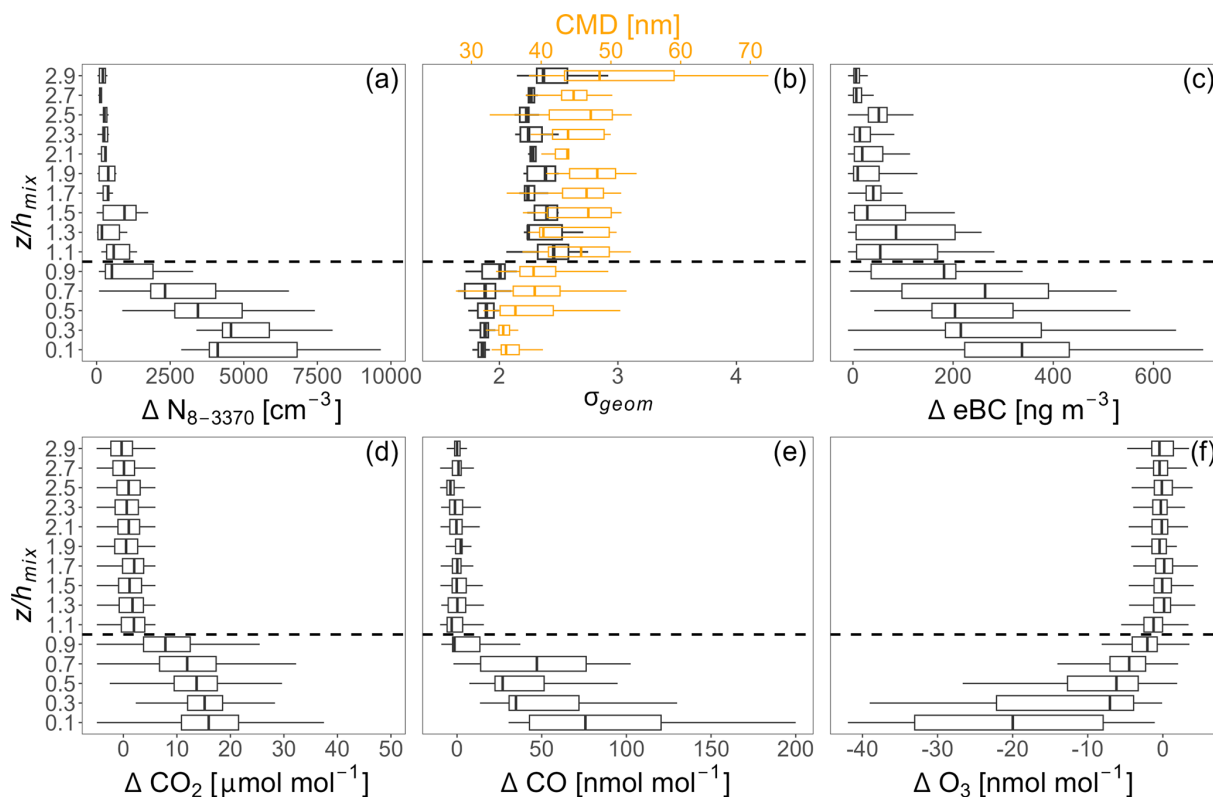 CMD [nm]
30 40 50 60 70
(a) (b) (c)
z/h_mix
2.9
2.7
2.5
2.3
2.1
1.9
1.7
1.5
1.3
1.1
0.9
0.7
0.5
0.3
0.1
0 2500 5000 7500 10000
2 3 4
0 200 400 600
Δ N₈₋₃₃₇₀ [cm⁻³]
σ_geom
Δ eBC [ng m⁻³]
(d) (e) (f)
z/h_mix
2.9
2.7
2.5
2.3
2.1
1.9
1.7
1.5
1.3
1.1
0.9
0.7
0.5
0.3
0.1
0 10 20 30 40 50
0 50 100 150 200
-40 -30 -20 -10 0
Δ CO₂ [μmol mol⁻¹]
Δ CO [nmol mol⁻¹]
Δ O₃ [nmol mol⁻¹]